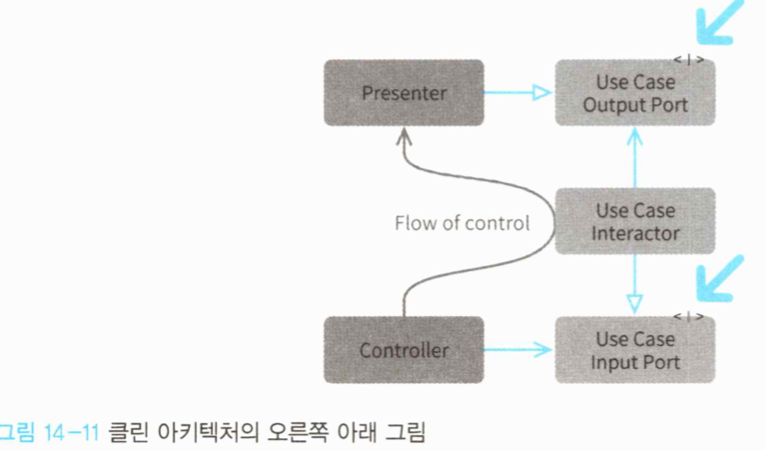 <I>
Presenter
Use Case
Output Port
Flow of control
Use Case
Interactor
<I>
Controller
Use Case
Input Port
그림 14-11 클린 아키텍처의 오른쪽 아래 그림